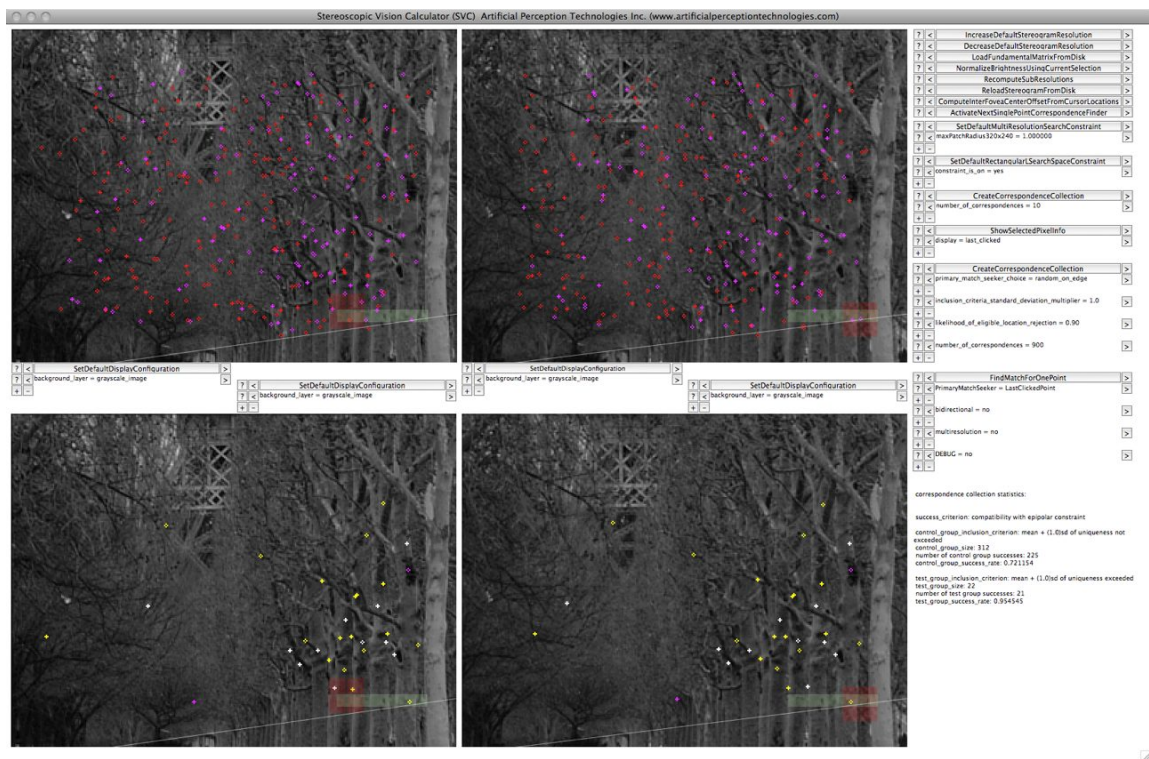 Stereoscopic Vision Calculator (SVC) Artificial Perception Technologies Inc. (www.artificialperceptiontechnologies.com)
? < IncreaseDefaultStereogramResolution >
? < DecreaseDefaultStereogramResolution >
? < LoadFundamentalMatrixFromDisk >
? < NormalizeBrightnessUsingCurrentSelection >
? < RecomputeSubResolutions >
? < ReloadStereogramFromDisk >
? < ComputeInterFoveaCenterOffsetFromCursorLocations >
? < ActivateNextSinglePointCorrespondenceFinder >
? < SetDefaultMultiResolutionSearchConstraint >
? < maxPatchRadius320x240 = 1.000000 >
+ -
? < SetDefaultRectangularLSearchSpaceConstraint >
? < constraint_is_on = yes >
+ -
? < CreateCorrespondenceCollection >
? < number_of_correspondences = 10 >
+ -
? < ShowSelectedPixelInfo >
? < display = last_clicked >
+ -
? < CreateCorrespondenceCollection >
? < primary_match_seeker_choice = random_on_edge >
+ -
? < inclusion_criteria_standard_deviation_multiplier = 1.0 >
+ -
? < likelihood_of_eligible_location_rejection = 0.90 >
+ -
? < number_of_correspondences = 900 >
+ -
? < SetDefaultDisplayConfiguration >
? < background_layer = grayscale_image >
+ -
? < SetDefaultDisplayConfiguration >
? < background_layer = grayscale_image >
+ -
? < SetDefaultDisplayConfiguration >
? < background_layer = grayscale_image >
+ -
? < SetDefaultDisplayConfiguration >
? < background_layer = grayscale_image >
+ -
? < FindMatchForOnePoint >
? < PrimaryMatchSeeker = LastClickedPoint >
+ -
? < bidirectional = no >
+ -
? < multiresolution = no >
+ -
? < DEBUG = no >
+ -
correspondence collection statistics:
success_criterion: compatibility with epipolar constraint
control_group_inclusion_criterion: mean + (1.0)sd of uniqueness not
exceeded
control_group_size: 312
number of control group successes: 225
control_group_success_rate: 0.721154
test_group_inclusion_criterion: mean + (1.0)sd of uniqueness exceeded
test_group_size: 22
number of test group successes: 21
test_group_success_rate: 0.954545